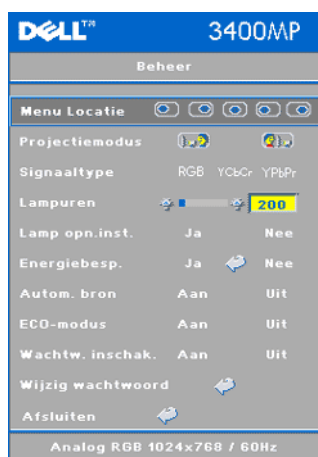 DELL™ 3400MP
Beheer
Menu Locatie
Projectiemodus
Signaaltype RGB YCbCr YPbPr
Lampuren 200
Lamp opn.inst. Ja Nee
Energiebesp. Ja Nee
Autom. bron Aan Uit
ECO-modus Aan Uit
Wachtw. inschak. Aan Uit
Wijzig wachtwoord
Afsluiten
Analog RGB 1024x768 / 60Hz